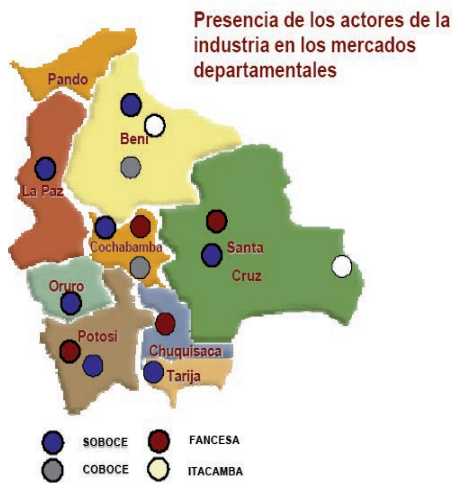 Presencia de los actores de la
industria en los mercados
departamentales
Pando
Beni
La Paz
Cochabamba
Santa
Cruz
Oruro
Potosí
Chuquisaca
Tarija
SOBOCE
FANCESA
COBOCE
ITACAMBA